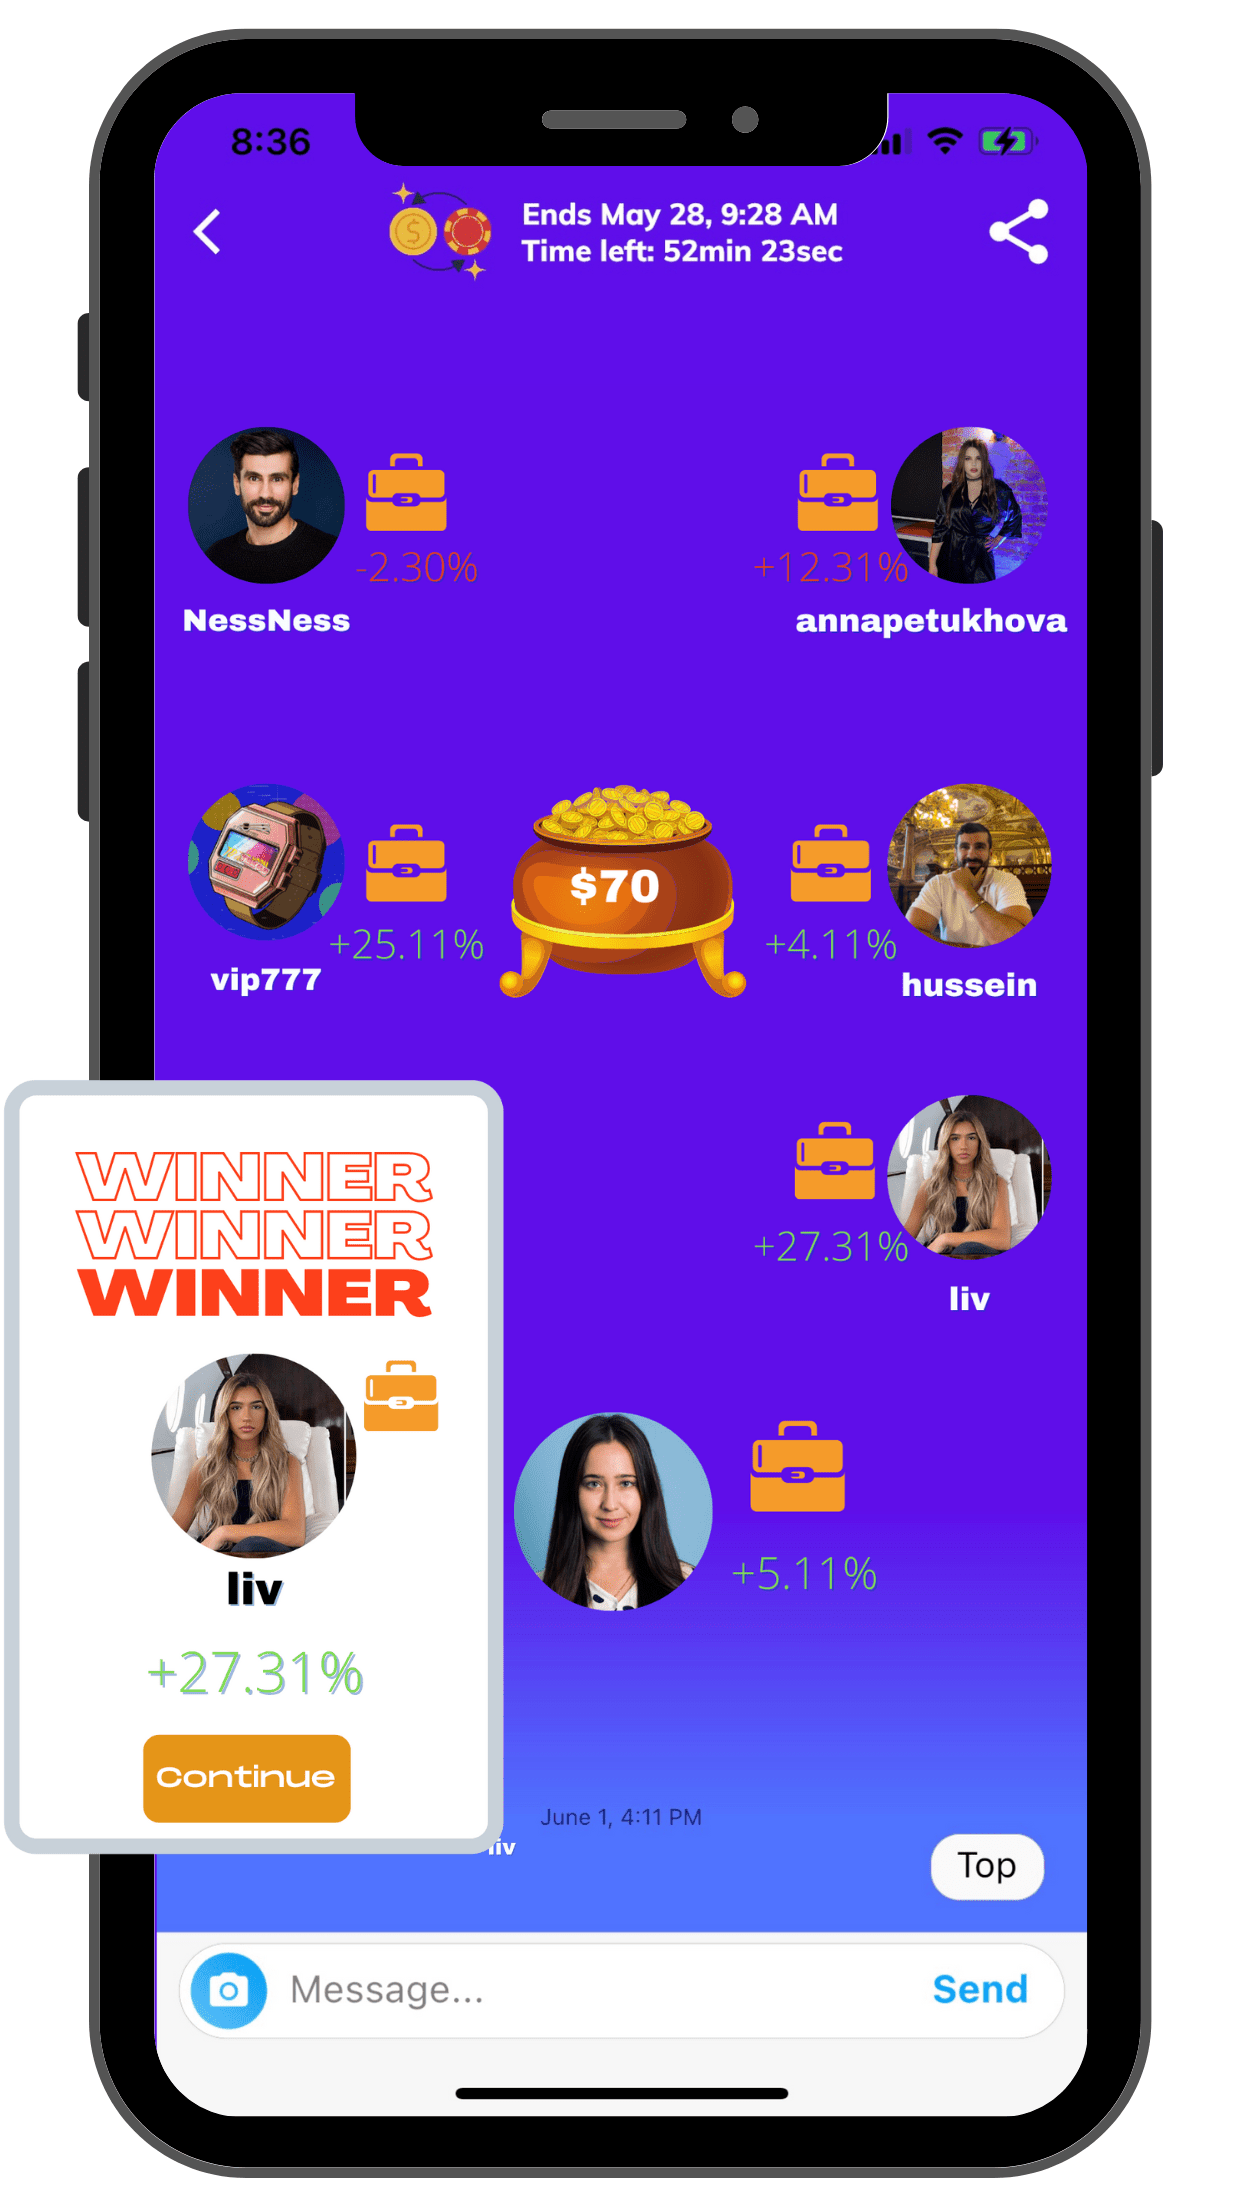 8:36
Ends May 28, 9:28 AM
Time left: 52min 23sec
-2.30%
+12.31%
NessNess
annapetukhova
$70
+25.11%
+4.11%
vip777
hussein
+27.31%
liv
WINNER
WINNER
WINNER
liv
+27.31%
Continue
+5.11%
June 1, 4:11 PM
liv
Top
Message...
Send